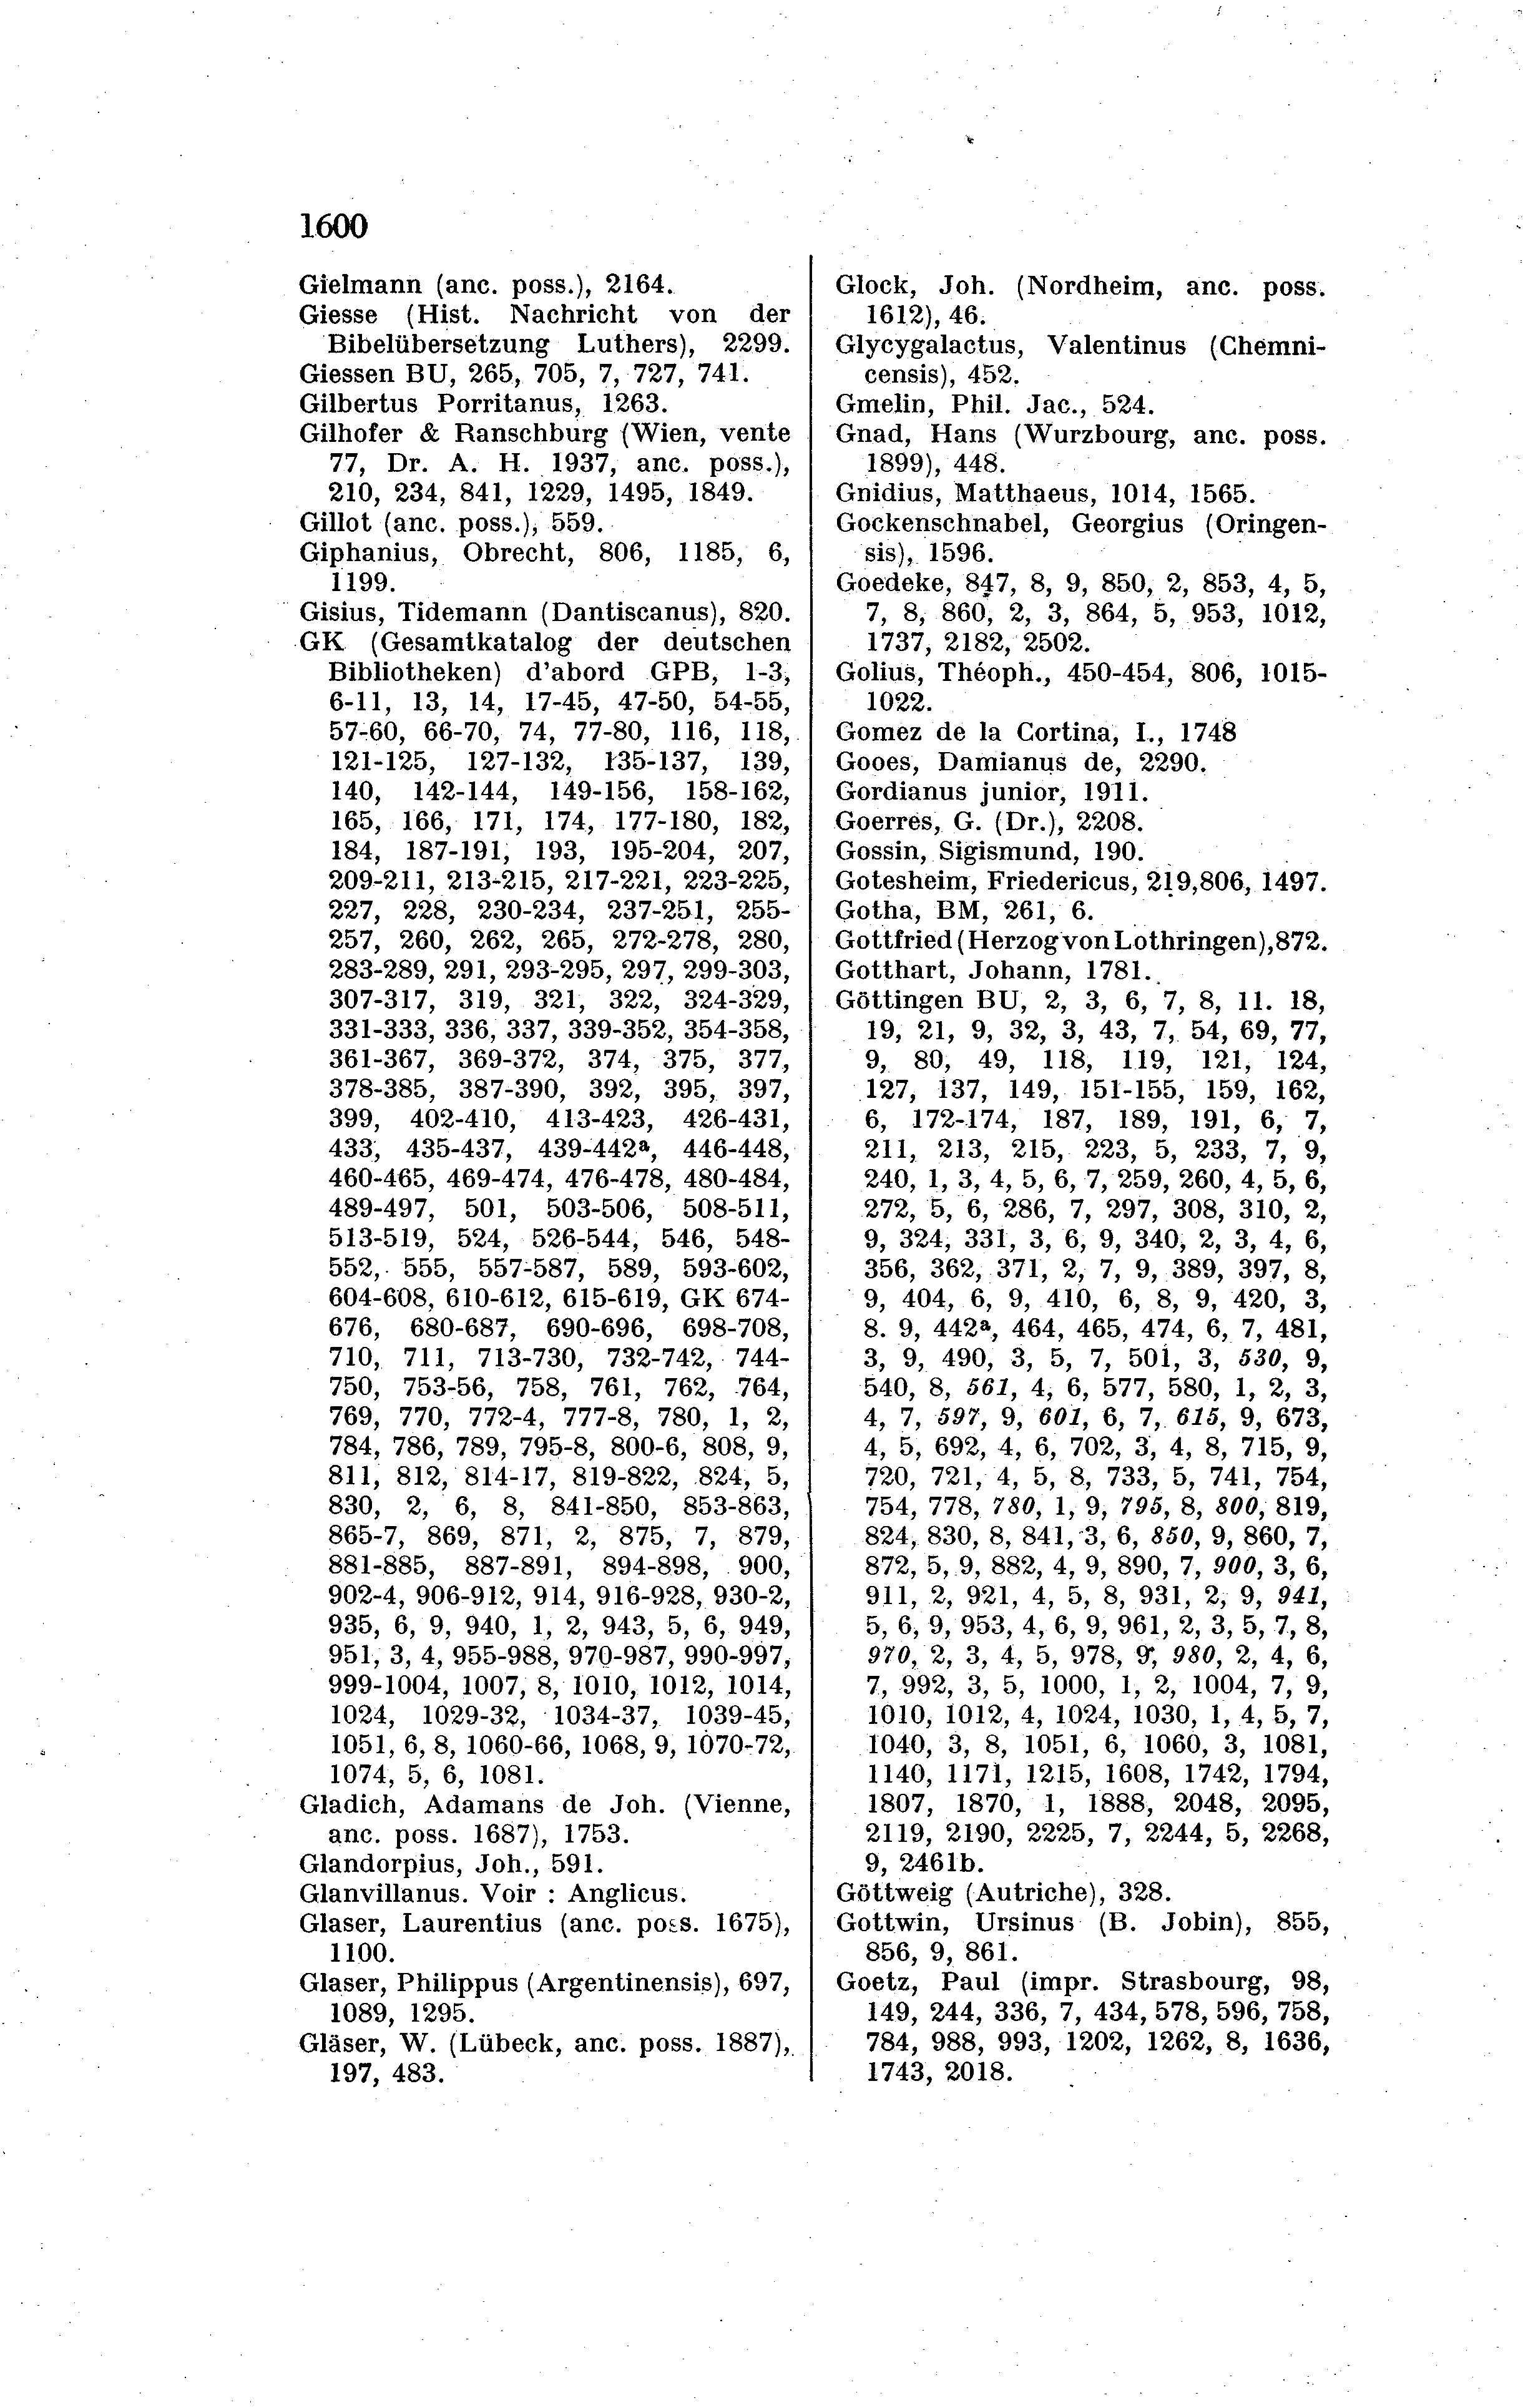 1600
Gielmann (anc. poss.), 2164.
Giesse (Hist. Nachricht von der
Bibelübersetzung Luthers), 2299.
Giessen BU, 265, 705, 7, 727, 741.
Gilbertus Porritanus, 1263.
Gilhofer & Ranschburg (Wien, vente
77, Dr. A. H. 1937, anc. poss.),
210, 234, 841, 1229, 1495, 1849.
Gillot (anc. poss.), 559.
Giphanius, Obrecht, 806, 1185, 6,
1199.
Gisius, Tidemann (Dantiscanus), 820.
GK (Gesamtkatalog der deutschen
Bibliotheken) d'abord GPB, 1-3,
6-11, 13, 14, 17-45, 47-50, 54-55,
57-60, 66-70, 74, 77-80, 116, 118,
121-125, 127-132, 135-137, 139,
140, 142-144, 149-156, 158-162,
165, 166, 171, 174, 177-180, 182,
184, 187-191, 193, 195-204, 207,
209-211, 213-215, 217-221, 223-225,
227, 228, 230-234, 237-251, 255-
257, 260, 262, 265, 272-278, 280,
283-289, 291, 293-295, 297, 299-303,
307-317, 319, 321, 322, 324-329,
331-333, 336, 337, 339-352, 354-358,
361-367, 369-372, 374, 375, 377,
378-385, 387-390, 392, 395, 397,
399, 402-410, 413-423, 426-431,
433, 435-437, 439-442a, 446-448,
460-465, 469-474, 476-478, 480-484,
489-497, 501, 503-506, 508-511,
513-519, 524, 526-544, 546, 548-
552, 555, 557-587, 589, 593-602,
604-608, 610-612, 615-619, GK 674-
676, 680-687, 690-696, 698-708,
710, 711, 713-730, 732-742, 744-
750, 753-56, 758, 761, 762, 764,
769, 770, 772-4, 777-8, 780, 1, 2,
784, 786, 789, 795-8, 800-6, 808, 9,
811, 812, 814-17, 819-822, 824, 5,
830, 2, 6, 8, 841-850, 853-863,
865-7, 869, 871, 2, 875, 7, 879,
881-885, 887-891, 894-898, 900,
902-4, 906-912, 914, 916-928, 930-2,
935, 6, 9, 940, 1, 2, 943, 5, 6, 949,
951, 3, 4, 955-988, 970-987, 990-997,
999-1004, 1007, 8, 1010, 1012, 1014,
1024, 1029-32, 1034-37, 1039-45,
1051, 6, 8, 1060-66, 1068, 9, 1070-72,
1074, 5, 6, 1081.
Gladich, Adamans de Joh. (Vienne,
anc. poss. 1687), 1753.
Glandorpius, Joh., 591.
Glanvillanus. Voir : Anglicus.
Glaser, Laurentius (anc. poss. 1675),
1100.
Glaser, Philippus (Argentinensis), 697,
1089, 1295.
Gläser, W. (Lübeck, anc. poss. 1887),
197, 483.
Glock, Joh. (Nordheim, anc. poss.
1612), 46.
Glycygalactus, Valentinus (Chemni-
censis), 452.
Gmelin, Phil. Jac., 524.
Gnad, Hans (Wurzbourg, anc. poss.
1899), 448.
Gnidius, Matthaeus, 1014, 1565.
Gockenschnabel, Georgius (Oringen-
sis), 1596.
Goedeke, 847, 8, 9, 850, 2, 853, 4, 5,
7, 8, 860, 2, 3, 864, 5, 953, 1012,
1737, 2182, 2502.
Golius, Théoph., 450-454, 806, 1015-
1022.
Gomez de la Cortina, I., 1748
Gooes, Damianus de, 2290.
Gordianus junior, 1911.
Goerres, G. (Dr.), 2208.
Gossin, Sigismund, 190.
Gotesheim, Friedericus, 219,806, 1497.
Gotha, BM, 261, 6.
Gottfried (Herzog von Lothringen),872.
Gotthart, Johann, 1781.
Göttingen BU, 2, 3, 6, 7, 8, 11. 18,
19, 21, 9, 32, 3, 43, 7, 54, 69, 77,
9, 80, 49, 118, 119, 121, 124,
127, 137, 149, 151-155, 159, 162,
6, 172-174, 187, 189, 191, 6, 7,
211, 213, 215, 223, 5, 233, 7, 9,
240, 1, 3, 4, 5, 6, 7, 259, 260, 4, 5, 6,
272, 5, 6, 286, 7, 297, 308, 310, 2,
9, 324, 331, 3, 6, 9, 340, 2, 3, 4, 6,
356, 362, 371, 2, 7, 9, 389, 397, 8,
9, 404, 6, 9, 410, 6, 8, 9, 420, 3,
8. 9, 442a, 464, 465, 474, 6, 7, 481,
3, 9, 490, 3, 5, 7, 501, 3, 530, 9,
540, 8, 561, 4, 6, 577, 580, 1, 2, 3,
4, 7, 597, 9, 601, 6, 7, 615, 9, 673,
4, 5, 692, 4, 6, 702, 3, 4, 8, 715, 9,
720, 721, 4, 5, 8, 733, 5, 741, 754,
754, 778, 780, 1, 9, 795, 8, 800, 819,
824, 830, 8, 841, 3, 6, 850, 9, 860, 7,
872, 5, 9, 882, 4, 9, 890, 7, 900, 3, 6,
911, 2, 921, 4, 5, 8, 931, 2, 9, 941,
5, 6, 9, 953, 4, 6, 9, 961, 2, 3, 5, 7, 8,
970, 2, 3, 4, 5, 978, 9, 980, 2, 4, 6,
7, 992, 3, 5, 1000, 1, 2, 1004, 7, 9,
1010, 1012, 4, 1024, 1030, 1, 4, 5, 7,
1040, 3, 8, 1051, 6, 1060, 3, 1081,
1140, 1171, 1215, 1608, 1742, 1794,
1807, 1870, 1, 1888, 2048, 2095,
2119, 2190, 2225, 7, 2244, 5, 2268,
9, 2461b.
Göttweig (Autriche), 328.
Gottwin, Ursinus (B. Jobin), 855,
856, 9, 861.
Goetz, Paul (impr. Strasbourg, 98,
149, 244, 336, 7, 434, 578, 596, 758,
784, 988, 993, 1202, 1262, 8, 1636,
1743, 2018.